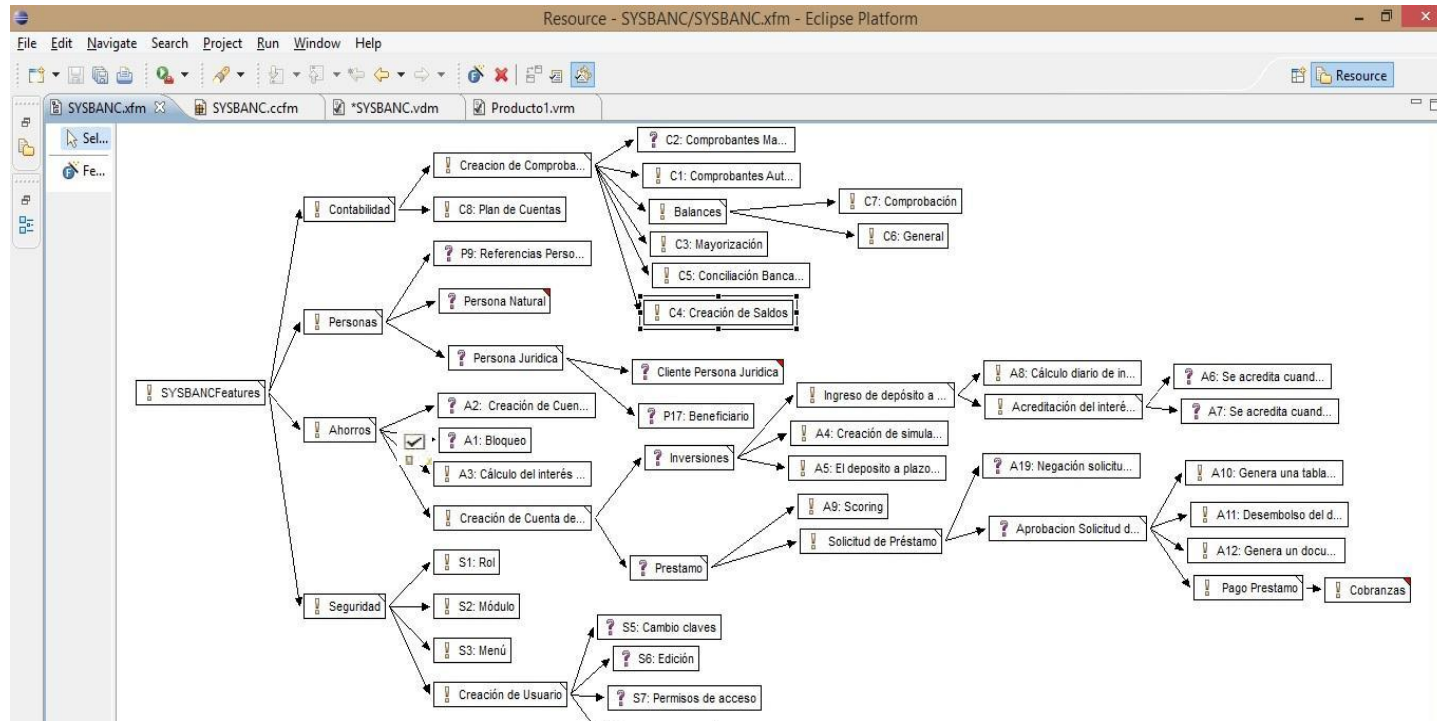 Resource - SYSBANC/SYSBANC.xfm - Eclipse Platform
File Edit Navigate Search Project Run Window Help
Resource
SYSBANC.xfm
SYSBANC.ccfm
*SYSBANC.vdm
Producto1.vrm
Sel...
Fe...
SYSBANCFeatures
Contabilidad
Creacion de Comproba...
C2: Comprobantes Ma...
C1: Comprobantes Aut...
Balances
C7: Comprobación
C6: General
C3: Mayorización
C5: Conciliación Banca...
C4: Creación de Saldos
C8: Plan de Cuentas
Personas
P9: Referencias Perso...
Persona Natural
Persona Juridica
Cliente Persona Juridica
P17: Beneficiario
Ahorros
A2: Creación de Cuen...
A1: Bloqueo
A3: Cálculo del interés ...
Creación de Cuenta de...
Inversiones
Ingreso de depósito a ...
A8: Cálculo diario de in...
Acreditación del interé...
A6: Se acredita cuand...
A7: Se acredita cuand...
A4: Creación de simula...
A5: El deposito a plazo...
Prestamo
A9: Scoring
Solicitud de Préstamo
A19: Negación solicitu...
Aprobacion Solicitud d...
A10: Genera una tabla...
A11: Desembolso del d...
A12: Genera un docu...
Pago Prestamo
Cobranzas
Seguridad
S1: Rol
S2: Módulo
S3: Menú
Creación de Usuario
S5: Cambio claves
S6: Edición
S7: Permisos de acceso